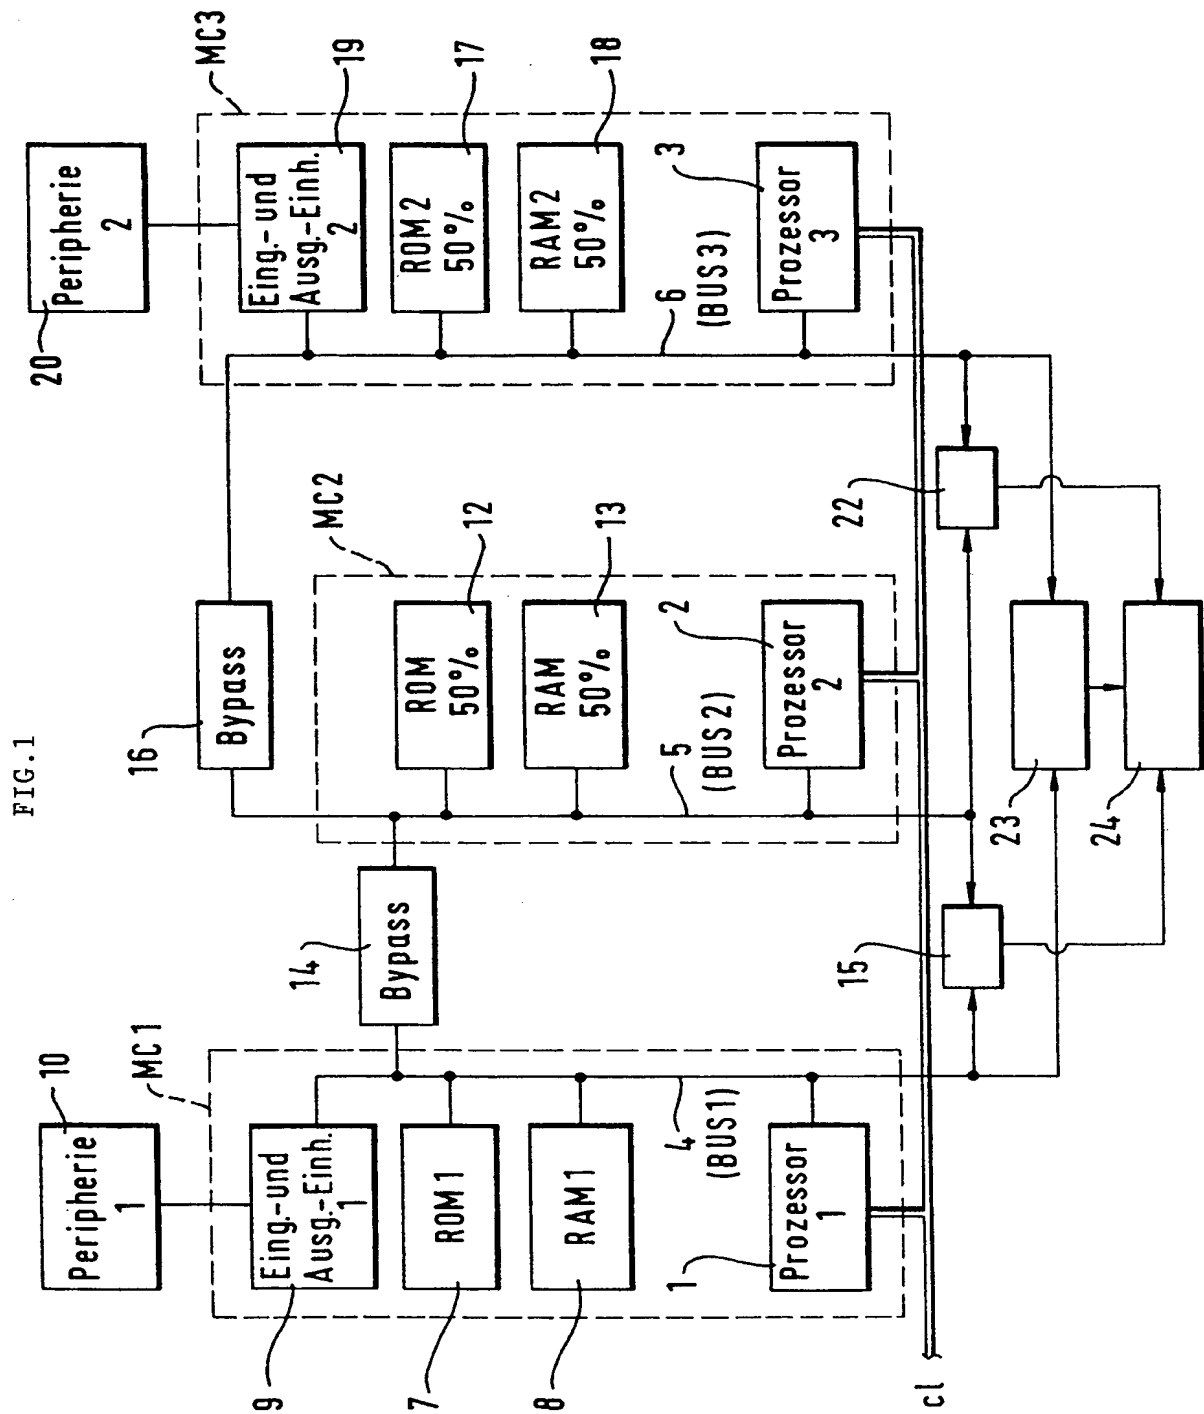 FIG.1
10
Peripherie
1
MC1
9
Eing.-und
Ausg.-Einh.
1
7
ROM1
8
RAM1
4
(BUS1)
1
Prozessor
1
14
Bypass
16
Bypass
MC2
ROM
50%
12
RAM
50%
13
5
(BUS2)
2
Prozessor
2
20
Peripherie
2
MC3
Eing.-und
Ausg.-Einh.
2
19
ROM2
50%
17
RAM2
50%
18
6
(BUS3)
3
Prozessor
3
cl
15
22
23
24